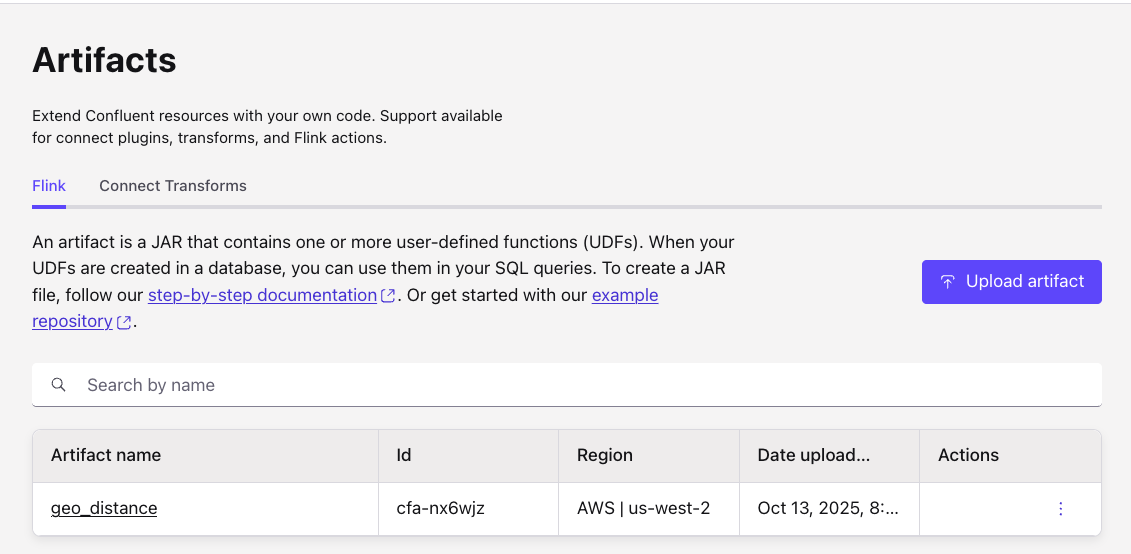 Artifacts
Extend Confluent resources with your own code. Support available
for connect plugins, transforms, and Flink actions.
Flink Connect Transforms
An artifact is a JAR that contains one or more user-defined functions (UDFs). When your
UDFs are created in a database, you can use them in your SQL queries. To create a JAR
file, follow our step-by-step documentation. Or get started with our example
repository.
Upload artifact
Search by name
Artifact name Id Region Date upload... Actions
geo_distance cfa-nx6wjz AWS | us-west-2 Oct 13, 2025, 8:...